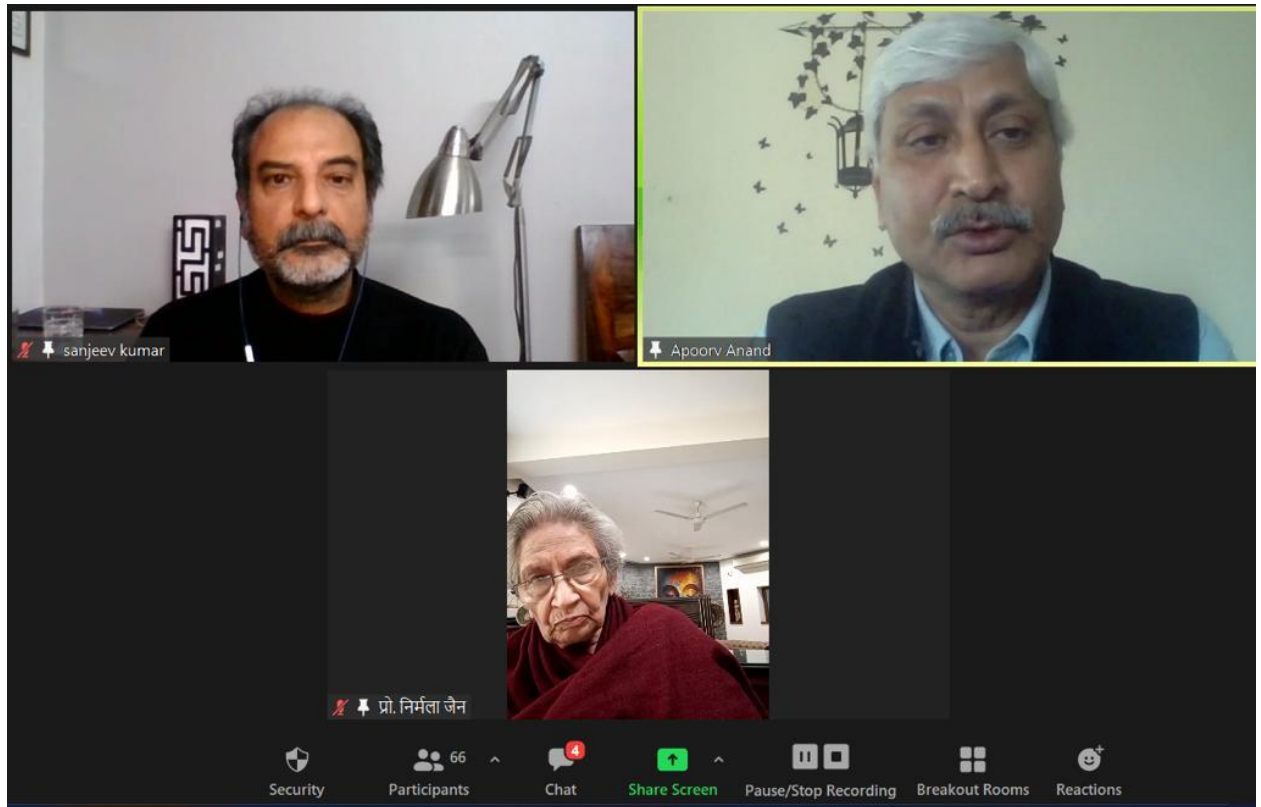 sanjeev kumar
Apoorv Anand
प्रो. निर्मला जैन
66
4
Security
Participants
Chat
Share Screen
Pause/Stop Recording
Breakout Rooms
Reactions